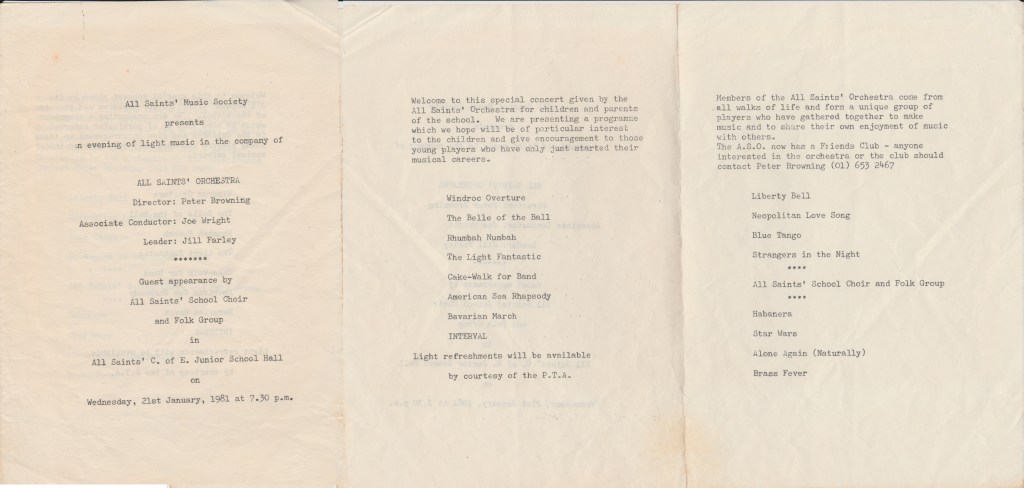 All Saints' Music Society
presents
an evening of light music in the company of
ALL SAINTS' ORCHESTRA
Director: Peter Browning
Associate Conductor: Joe Wright
Leader: Jill Farley
*******
Guest appearance by
All Saints' School Choir
and Folk Group
in
All Saints' C. of E. Junior School Hall
on
Wednesday, 21st January, 1981 at 7.30 p.m.
Welcome to this special concert given by the
All Saints' Orchestra for children and parents
of the school. We are presenting a programme
which we hope will be of particular interest
to the children and give encouragement to those
young players who have only just started their
musical careers.
Windroc Overture
The Belle of the Ball
Rhumbah Numbah
The Light Fantastic
Cake-Walk for Band
American Sea Rhapsody
Bavarian March
INTERVAL
Light refreshments will be available
by courtesy of the P.T.A.
Members of the All Saints' Orchestra come from
all walks of life and form a unique group of
players who have gathered together to make
music and to share their own enjoyment of music
with others.
The A.S.O. now has a Friends Club - anyone
interested in the orchestra or the club should
contact Peter Browning (01) 653 2467
Liberty Bell
Neopolitan Love Song
Blue Tango
Strangers in the Night
****
All Saints' School Choir and Folk Group
****
Habanera
Star Wars
Alone Again (Naturally)
Brass Fever